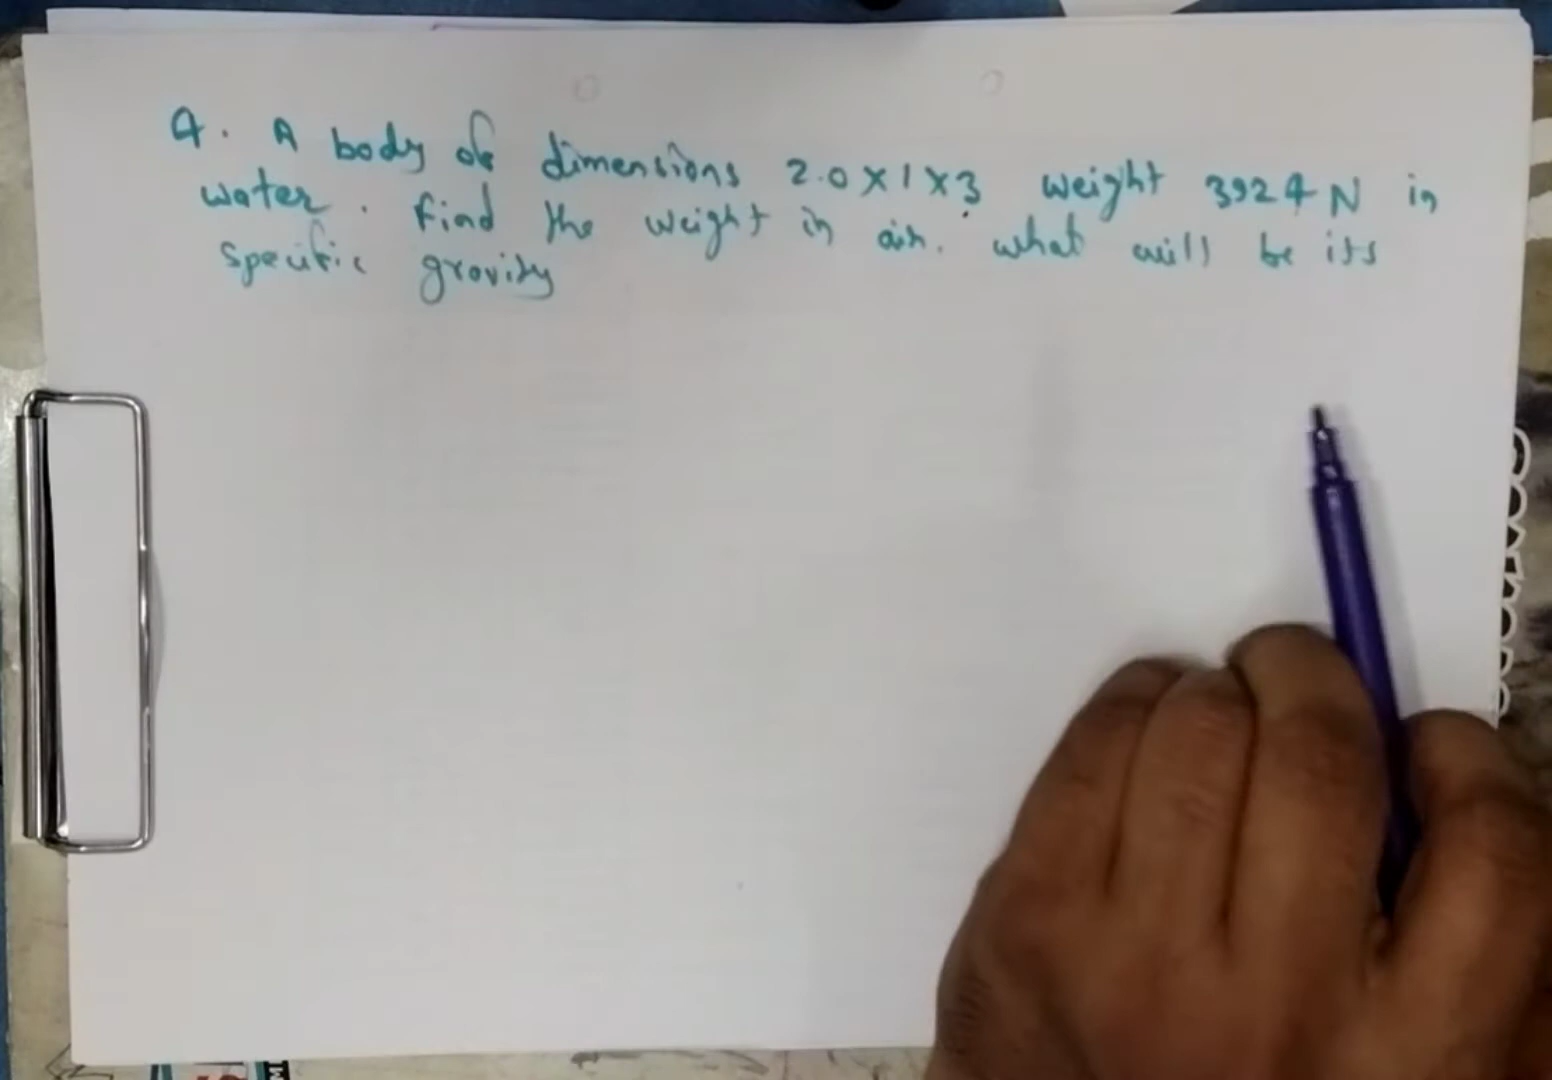 Q. A body of dimensions 2.0 X 1 X 3 weight 3924 N in
water. Find the weight in air. what will be its
specific gravity